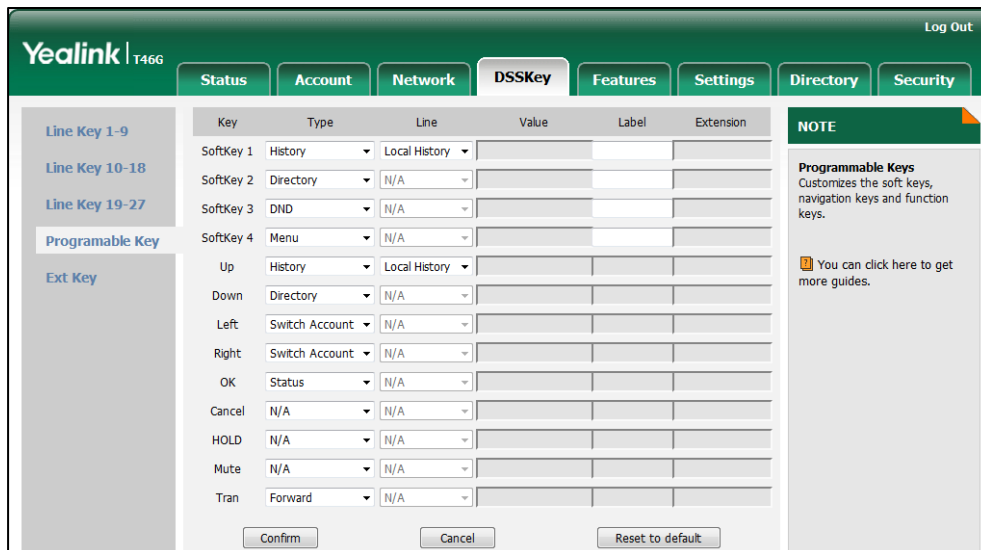 Log Out
Yealink | T46G
Status Account Network DSSKey Features Settings Directory Security
Line Key 1-9
Line Key 10-18
Line Key 19-27
Programable Key
Ext Key
Key Type Line Value Label Extension
SoftKey 1 History Local History
SoftKey 2 Directory N/A
SoftKey 3 DND N/A
SoftKey 4 Menu N/A
Up History Local History
Down Directory N/A
Left Switch Account N/A
Right Switch Account N/A
OK Status N/A
Cancel N/A N/A
HOLD N/A N/A
Mute N/A N/A
Tran Forward N/A
Confirm Cancel Reset to default
NOTE
Programmable Keys
Customizes the soft keys,
navigation keys and function
keys.
? You can click here to get
more guides.